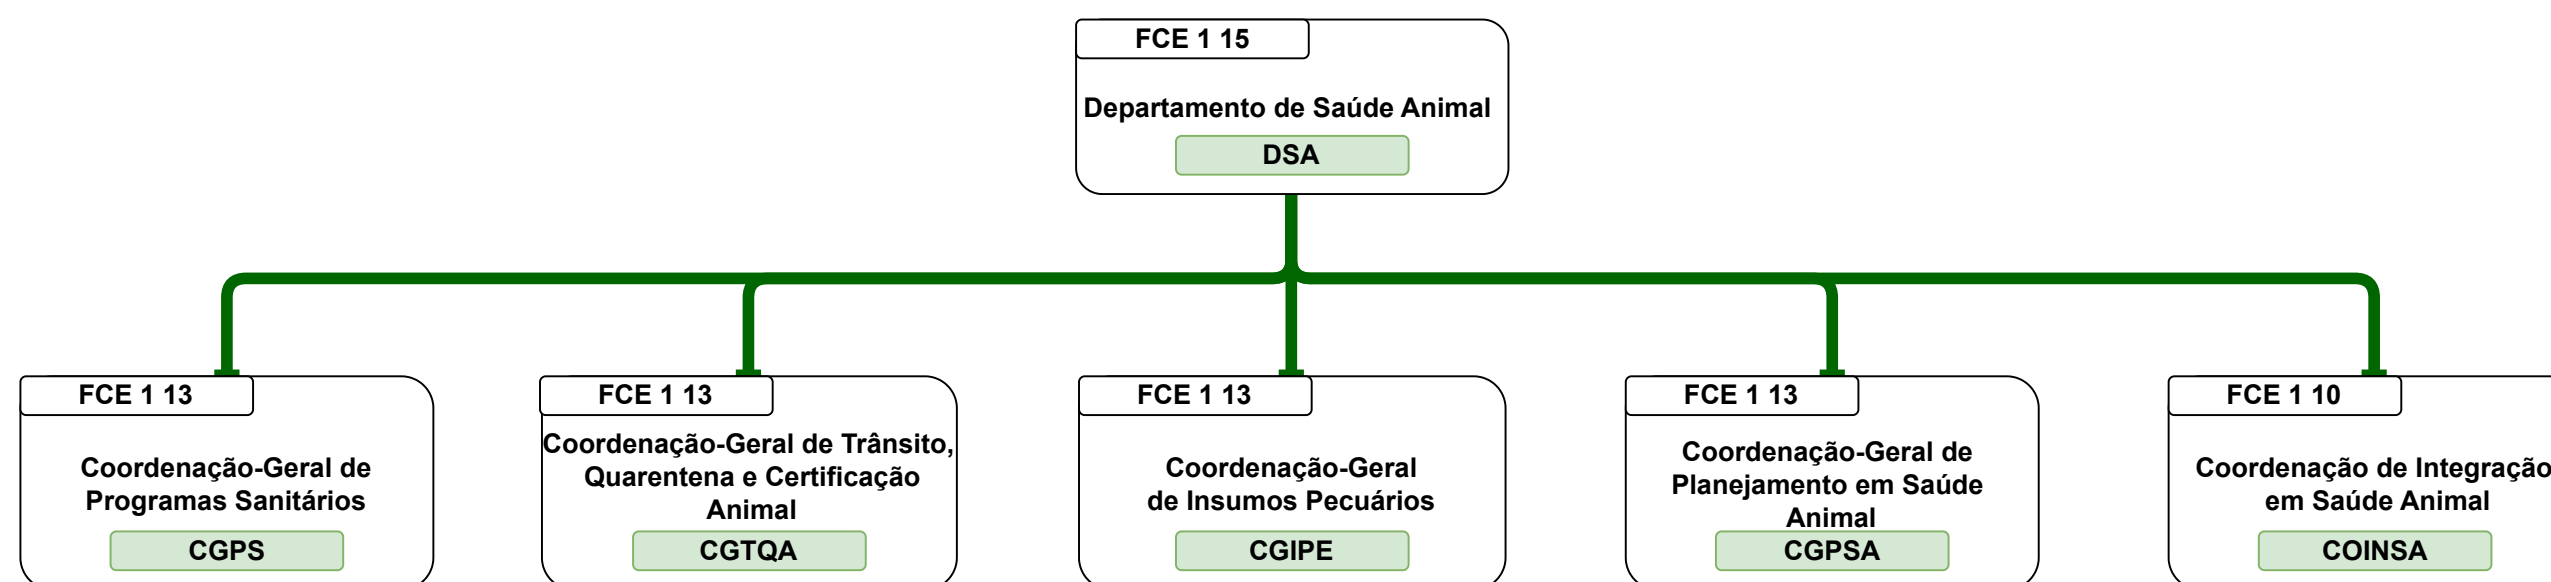 FCE 1 15
Departamento de Saúde Animal
DSA
FCE 1 13
Coordenação-Geral de
Programas Sanitários
CGPS
FCE 1 13
Coordenação-Geral de Trânsito,
Quarentena e Certificação
Animal
CGTQA
FCE 1 13
Coordenação-Geral
de Insumos Pecuários
CGIPE
FCE 1 13
Coordenação-Geral de
Planejamento em Saúde
Animal
CGPSA
FCE 1 10
Coordenação de Integração
em Saúde Animal
COINSA